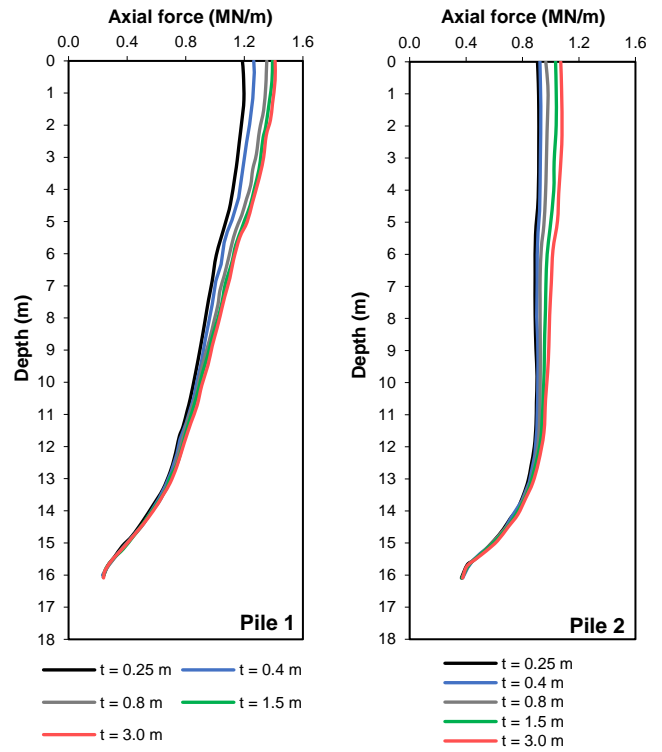 Axial force (MN/m)
0.0 0.4 0.8 1.2 1.6
0
1
2
3
4
5
6
7
8
9
10
11
12
13
14
15
16
17
18
Depth (m)
Pile 1
t = 0.25 m t = 0.4 m
t = 0.8 m t = 1.5 m
t = 3.0 m
Axial force (MN/m)
0.0 0.4 0.8 1.2 1.6
0
1
2
3
4
5
6
7
8
9
10
11
12
13
14
15
16
17
18
Depth (m)
Pile 2
t = 0.25 m
t = 0.4 m
t = 0.8 m
t = 1.5 m
t = 3.0 m